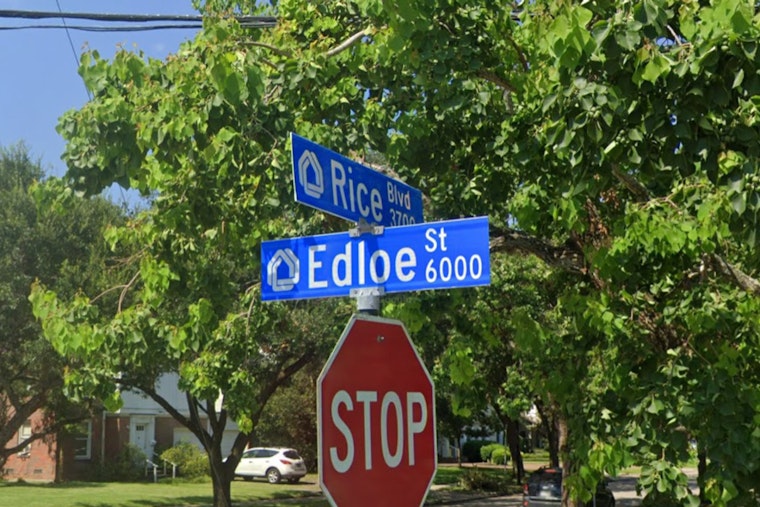 Rice Blvd
3700
Edloe St
6000
STOP